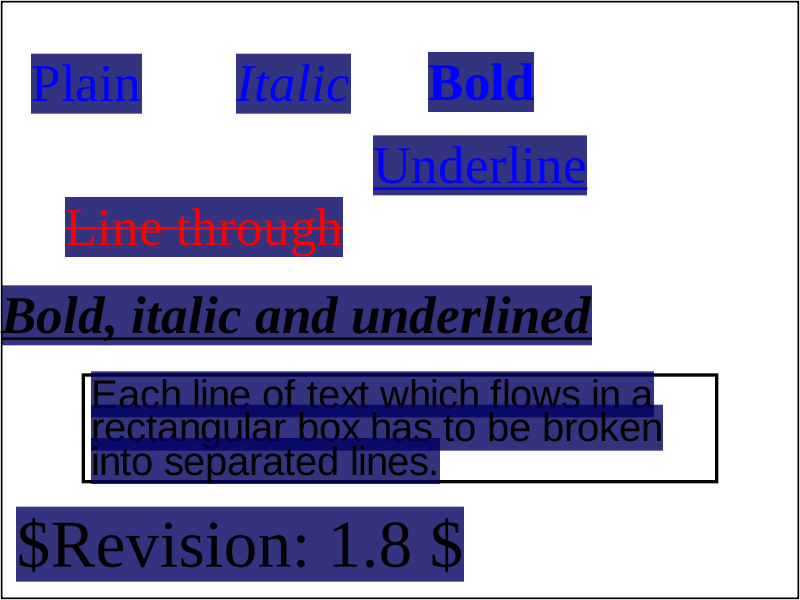 Plain Italic Bold
Underline
Line through
Bold, italic and underlined
Each line of text which flows in a
rectangular box has to be broken
into separated lines.
$Revision: 1.8 $